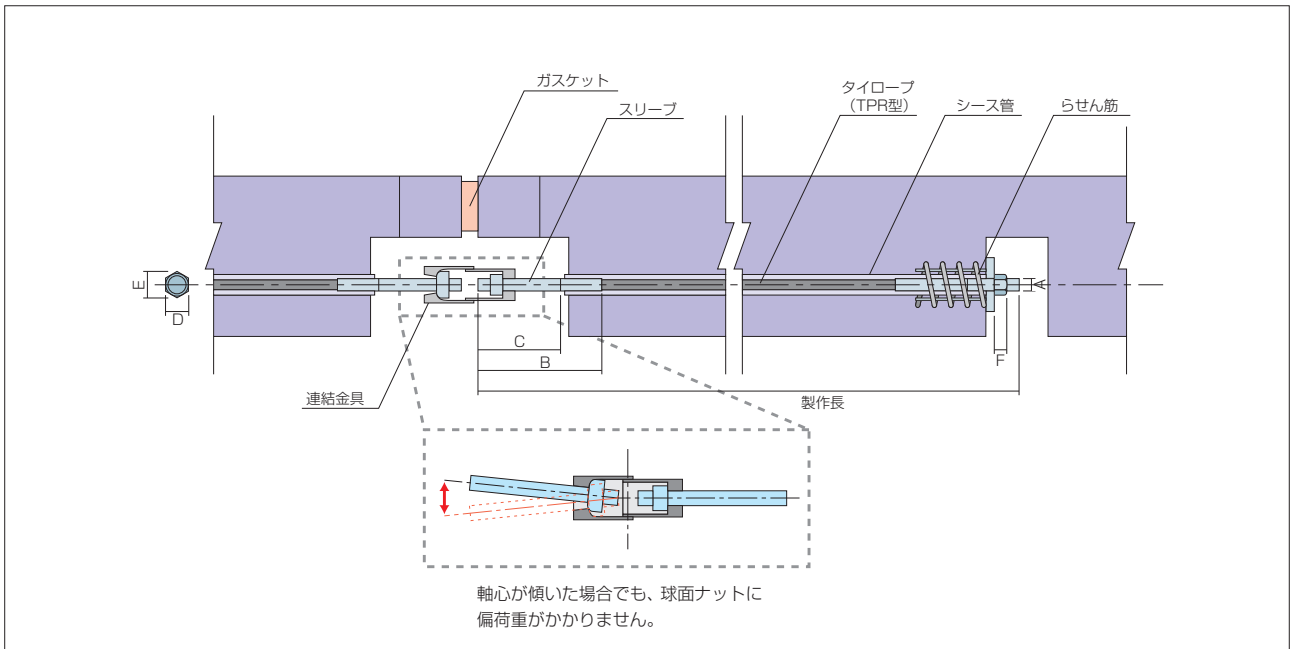 ガスケット
スリーブ
タイロープ
（TPR型）
シース管
らせん筋
E
D
A
C
B
F
連結金具
製作長
軸心が傾いた場合でも、球面ナットに
偏荷重がかかりません。